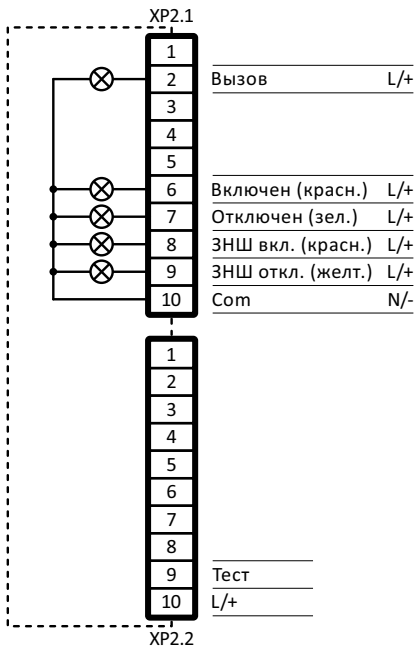 XP2.1
1
2 Вызов L/+
3
4
5
6 Включен (красн.) L/+
7 Отключен (зел.) L/+
8 ЗНШ вкл. (красн.) L/+
9 ЗНШ откл. (желт.) L/+
10 Com N/-
1
2
3
4
5
6
7
8
9 Тест
10 L/+
XP2.2